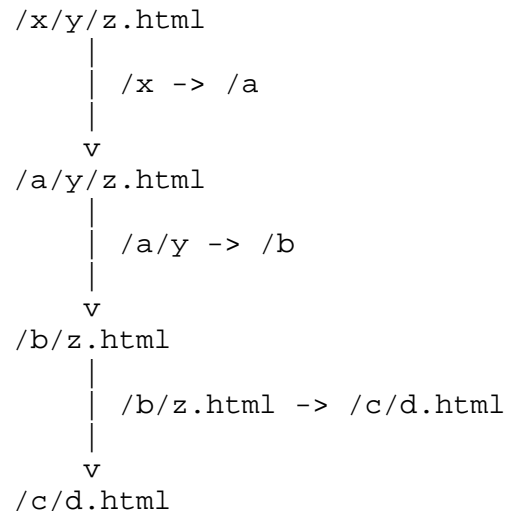 /x/y/z.html
/x -> /a
v
/a/y/z.html
/a/y -> /b
v
/b/z.html
/b/z.html -> /c/d.html
v
/c/d.html